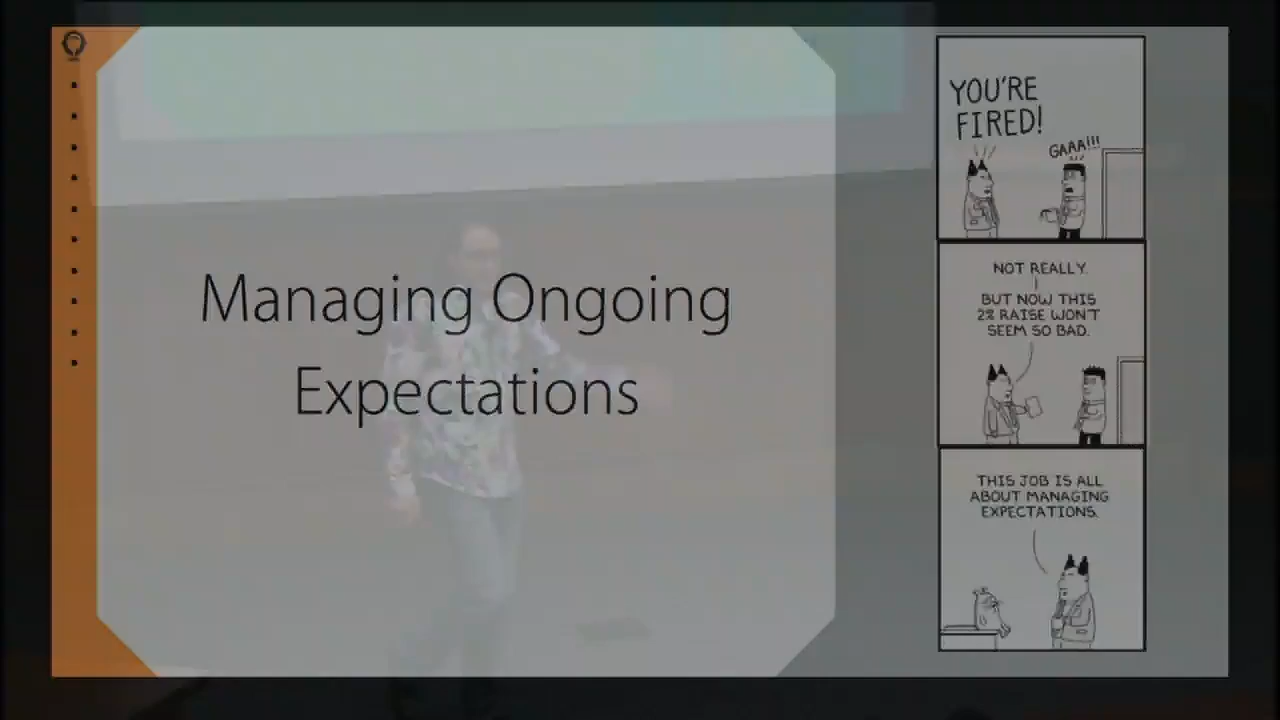 Managing Ongoing
Expectations
YOU'RE
FIRED!
GAAA!!!
NOT REALLY.
BUT NOW THIS
2% RAISE WON'T
SEEM SO BAD.
THIS JOB IS ALL
ABOUT MANAGING
EXPECTATIONS.